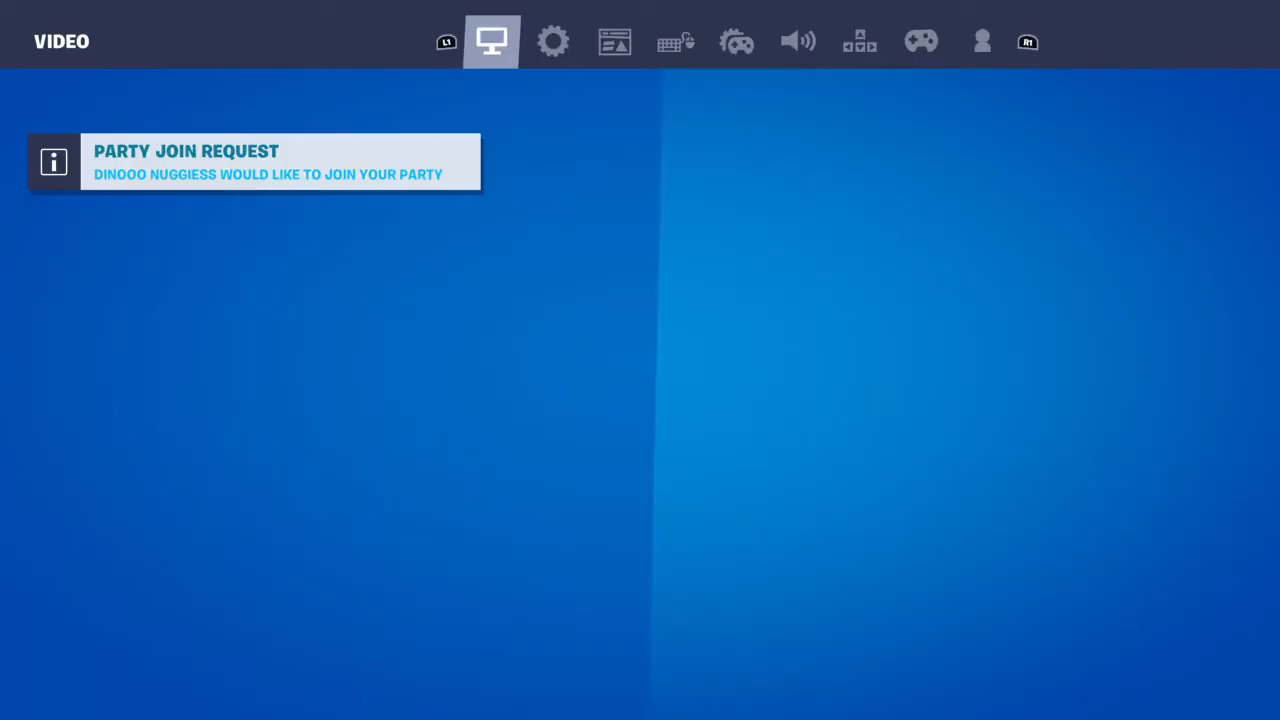 VIDEO
L1
R1
PARTY JOIN REQUEST
DINOOO NUGGIESS WOULD LIKE TO JOIN YOUR PARTY